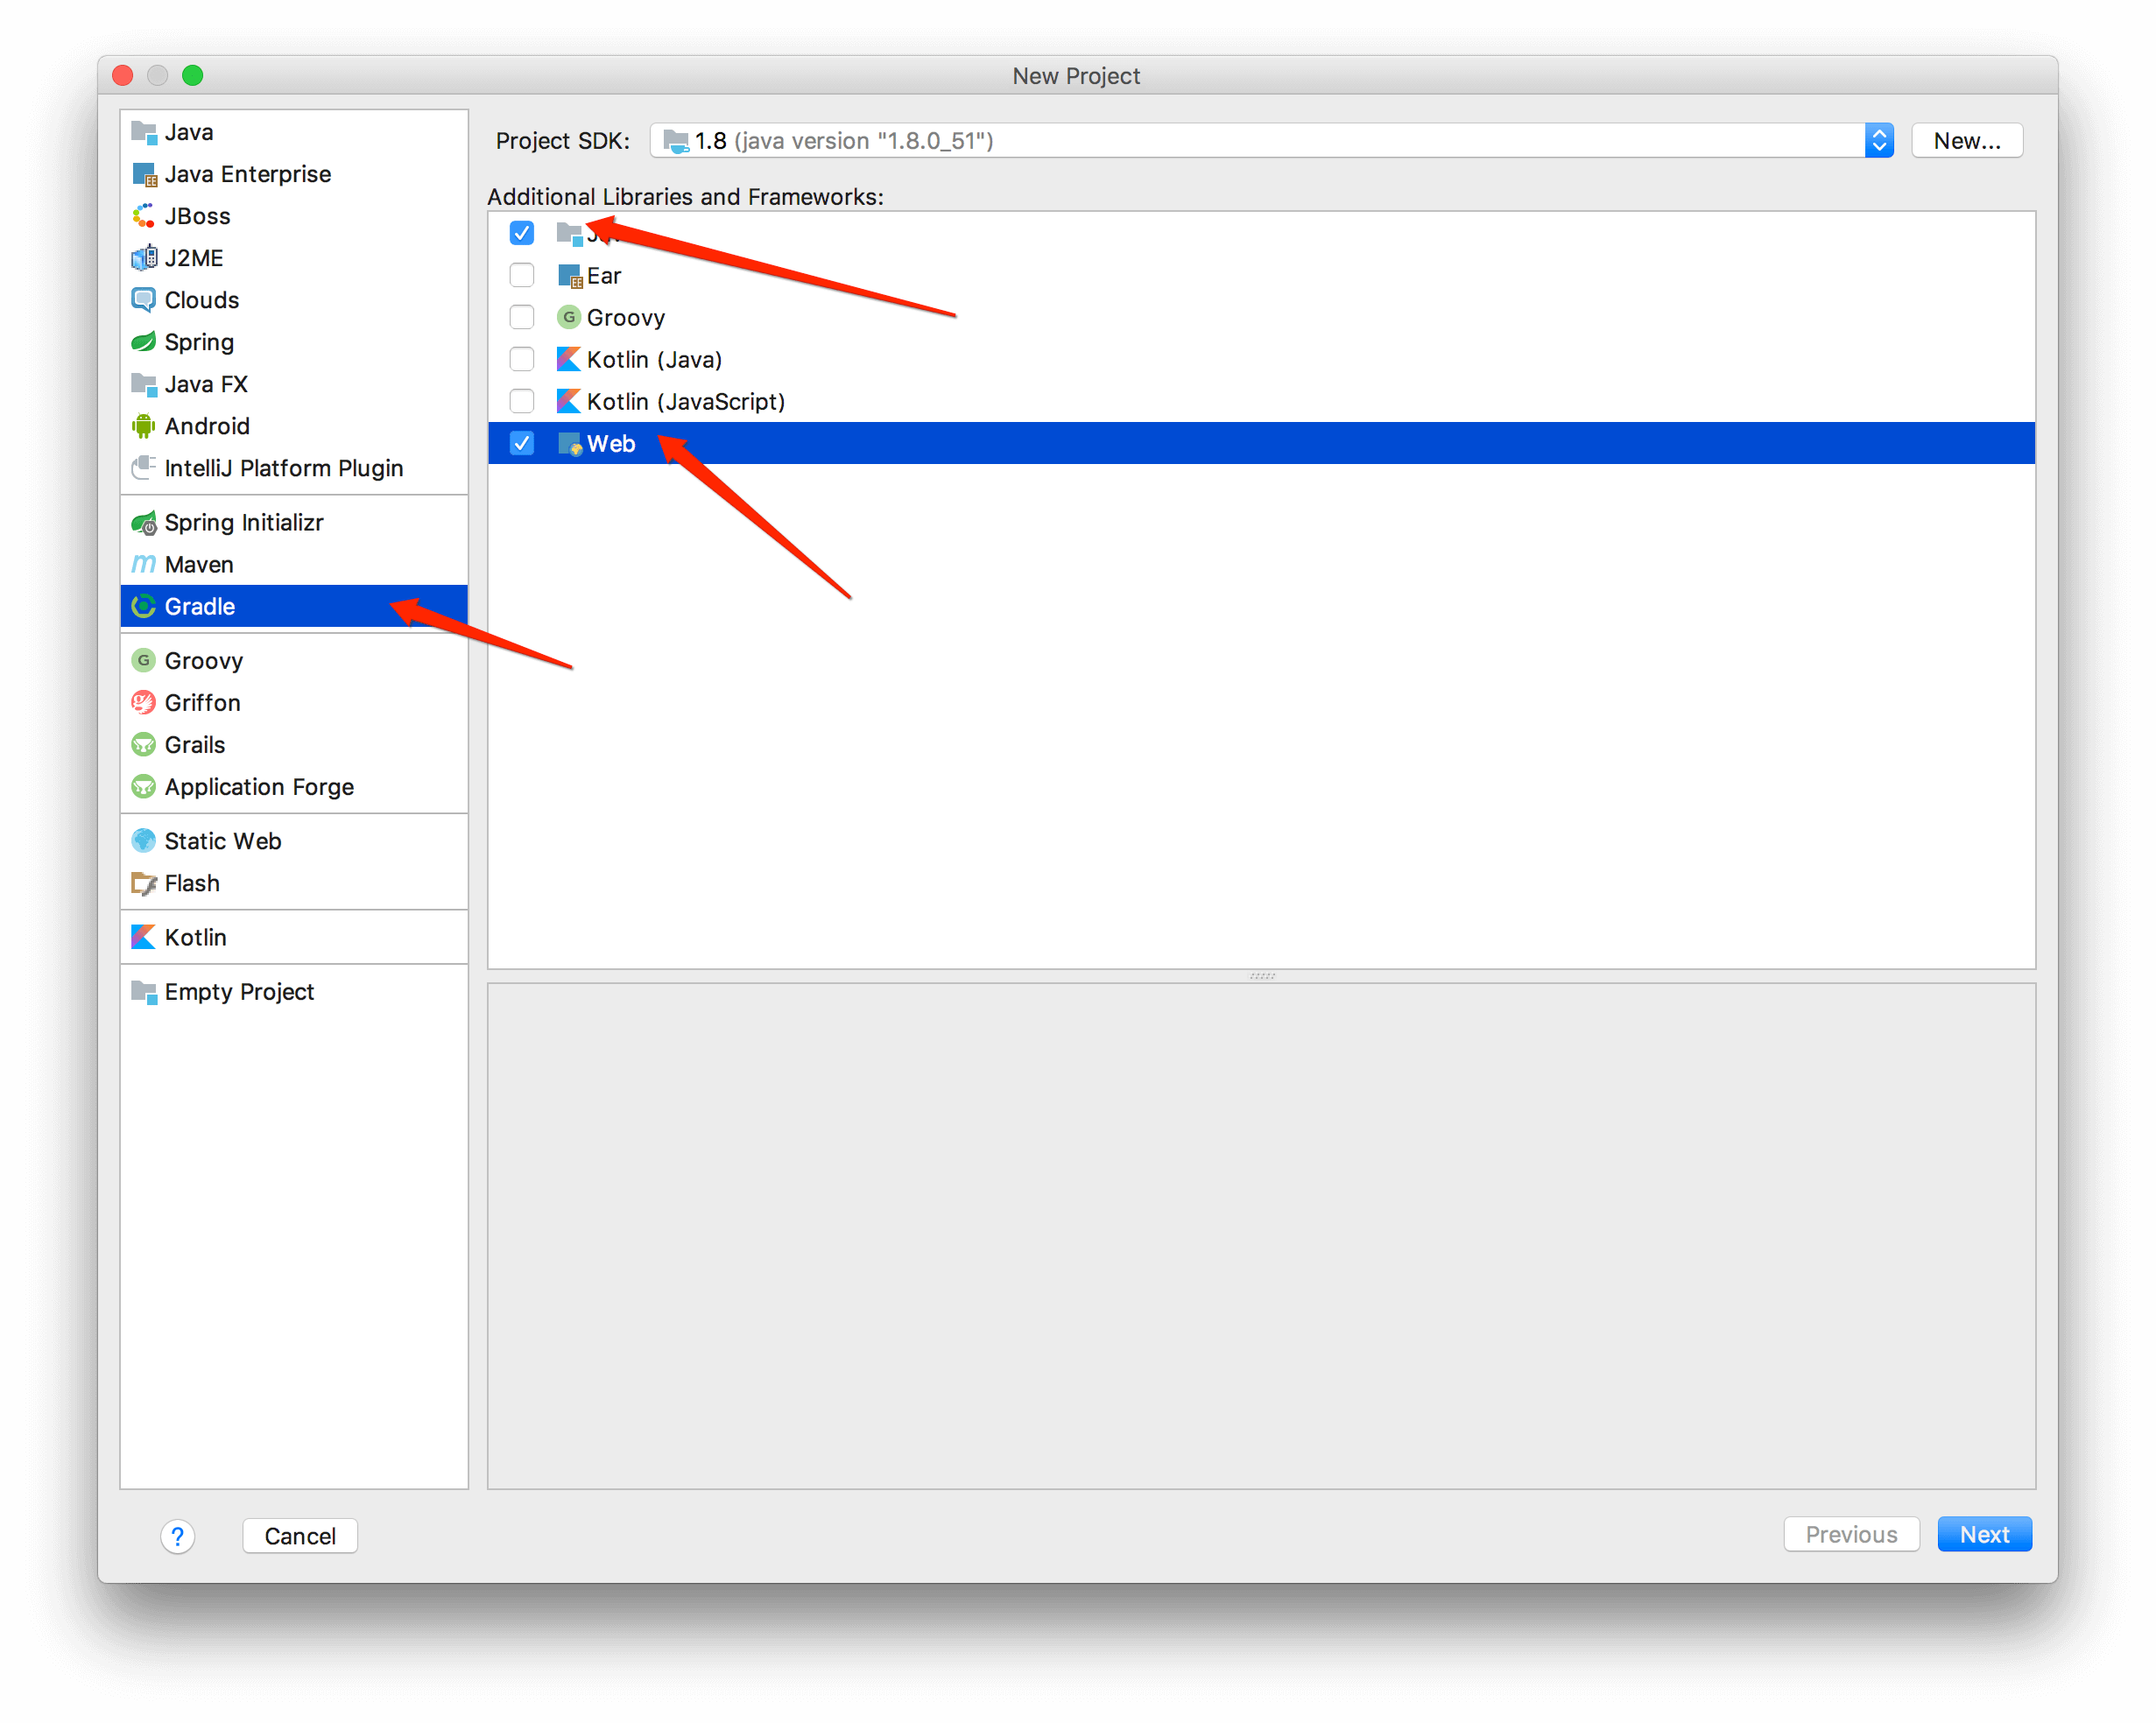 New Project
Java
Java Enterprise
JBoss
J2ME
Clouds
Spring
Java FX
Android
IntelliJ Platform Plugin
Spring Initializr
Maven
Gradle
Groovy
Griffon
Grails
Application Forge
Static Web
Flash
Kotlin
Empty Project
Project SDK: 1.8 (java version "1.8.0_51") New...
Additional Libraries and Frameworks:
Ear
Groovy
Kotlin (Java)
Kotlin (JavaScript)
Web
? Cancel Previous Next